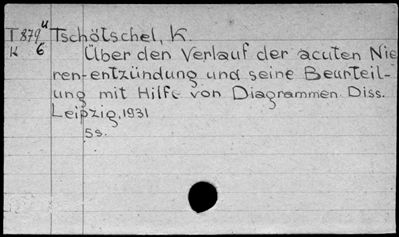 T879u Tschötschel, K.
K 6 Über den Verlauf der acuten Nie
ren-entzündung und seine Beurteil-
ung mit Hilfe von Diagrammen. Diss.
Leipzig, 1931
5s.